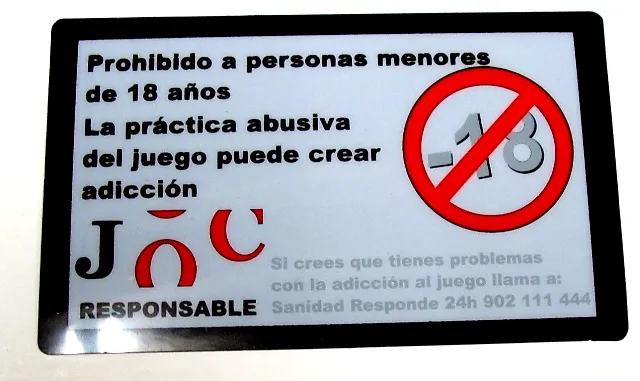 Prohibido a personas menores
de 18 años
La práctica abusiva
del juego puede crear
adicción
-18
JOC
RESPONSABLE
Si crees que tienes problemas
con la adicción al juego llama a:
Sanidad Responde 24h 902 111 444